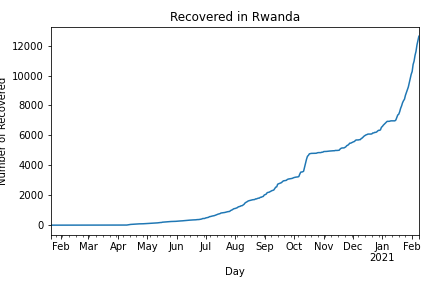 Recovered in Rwanda
Number of Recovered
12000
10000
8000
6000
4000
2000
0
Feb Mar Apr May Jun Jul Aug Sep Oct Nov Dec Jan Feb
2021
Day